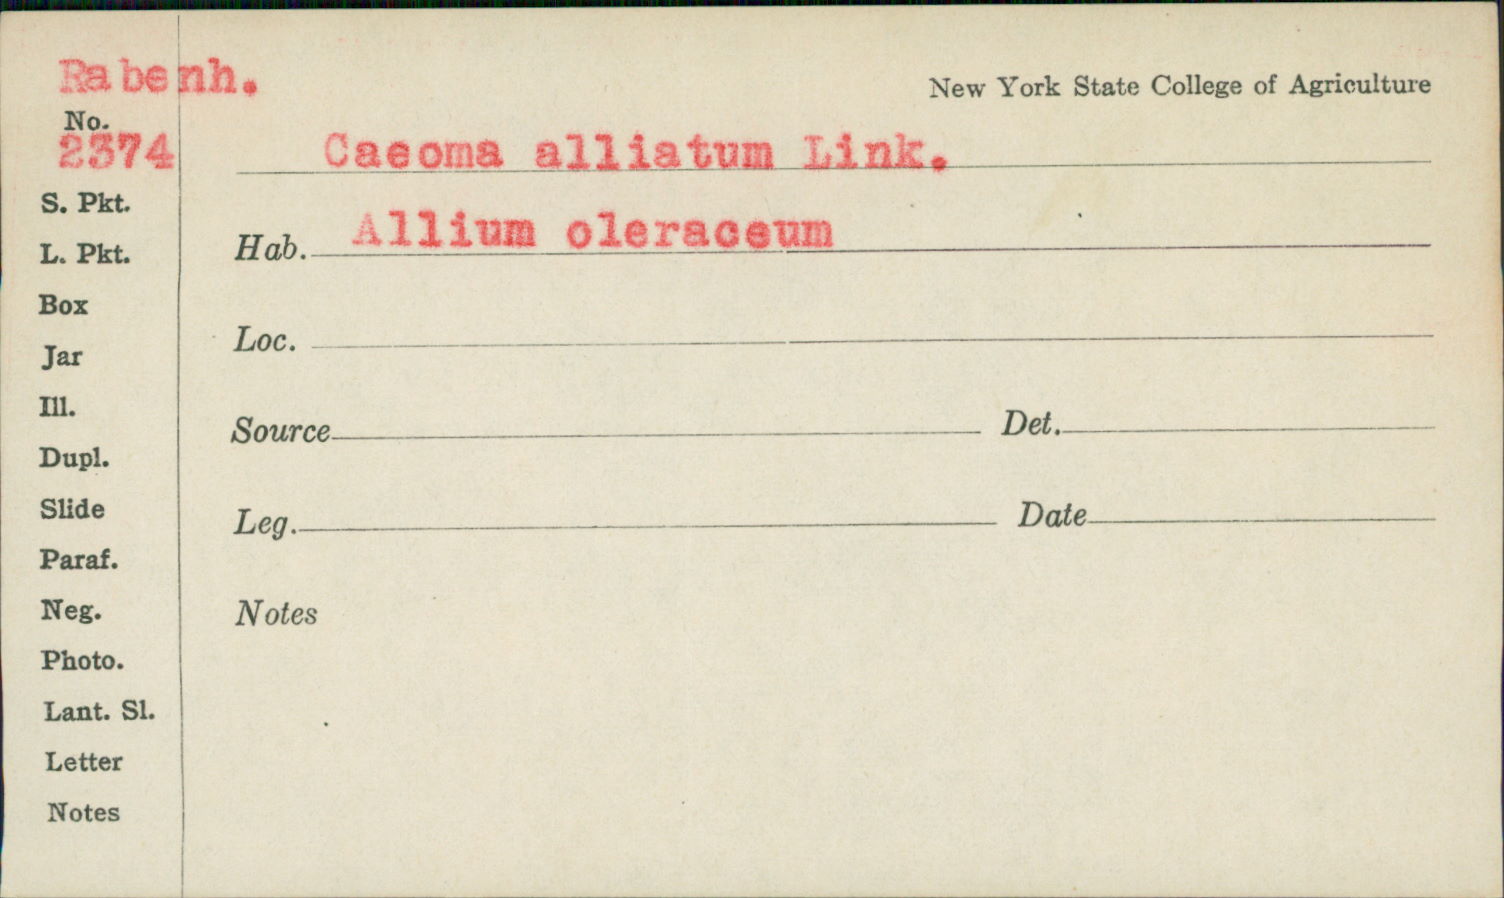 Rabenh.
New York State College of Agriculture
No.
2374
Caeoma alliatum Link.
Hab. Allium oleraceum
Loc.
Source Det.
Leg. Date
Notes
S. Pkt.
L. Pkt.
Box
Jar
Ill.
Dupl.
Slide
Paraf.
Neg.
Photo.
Lant. Sl.
Letter
Notes